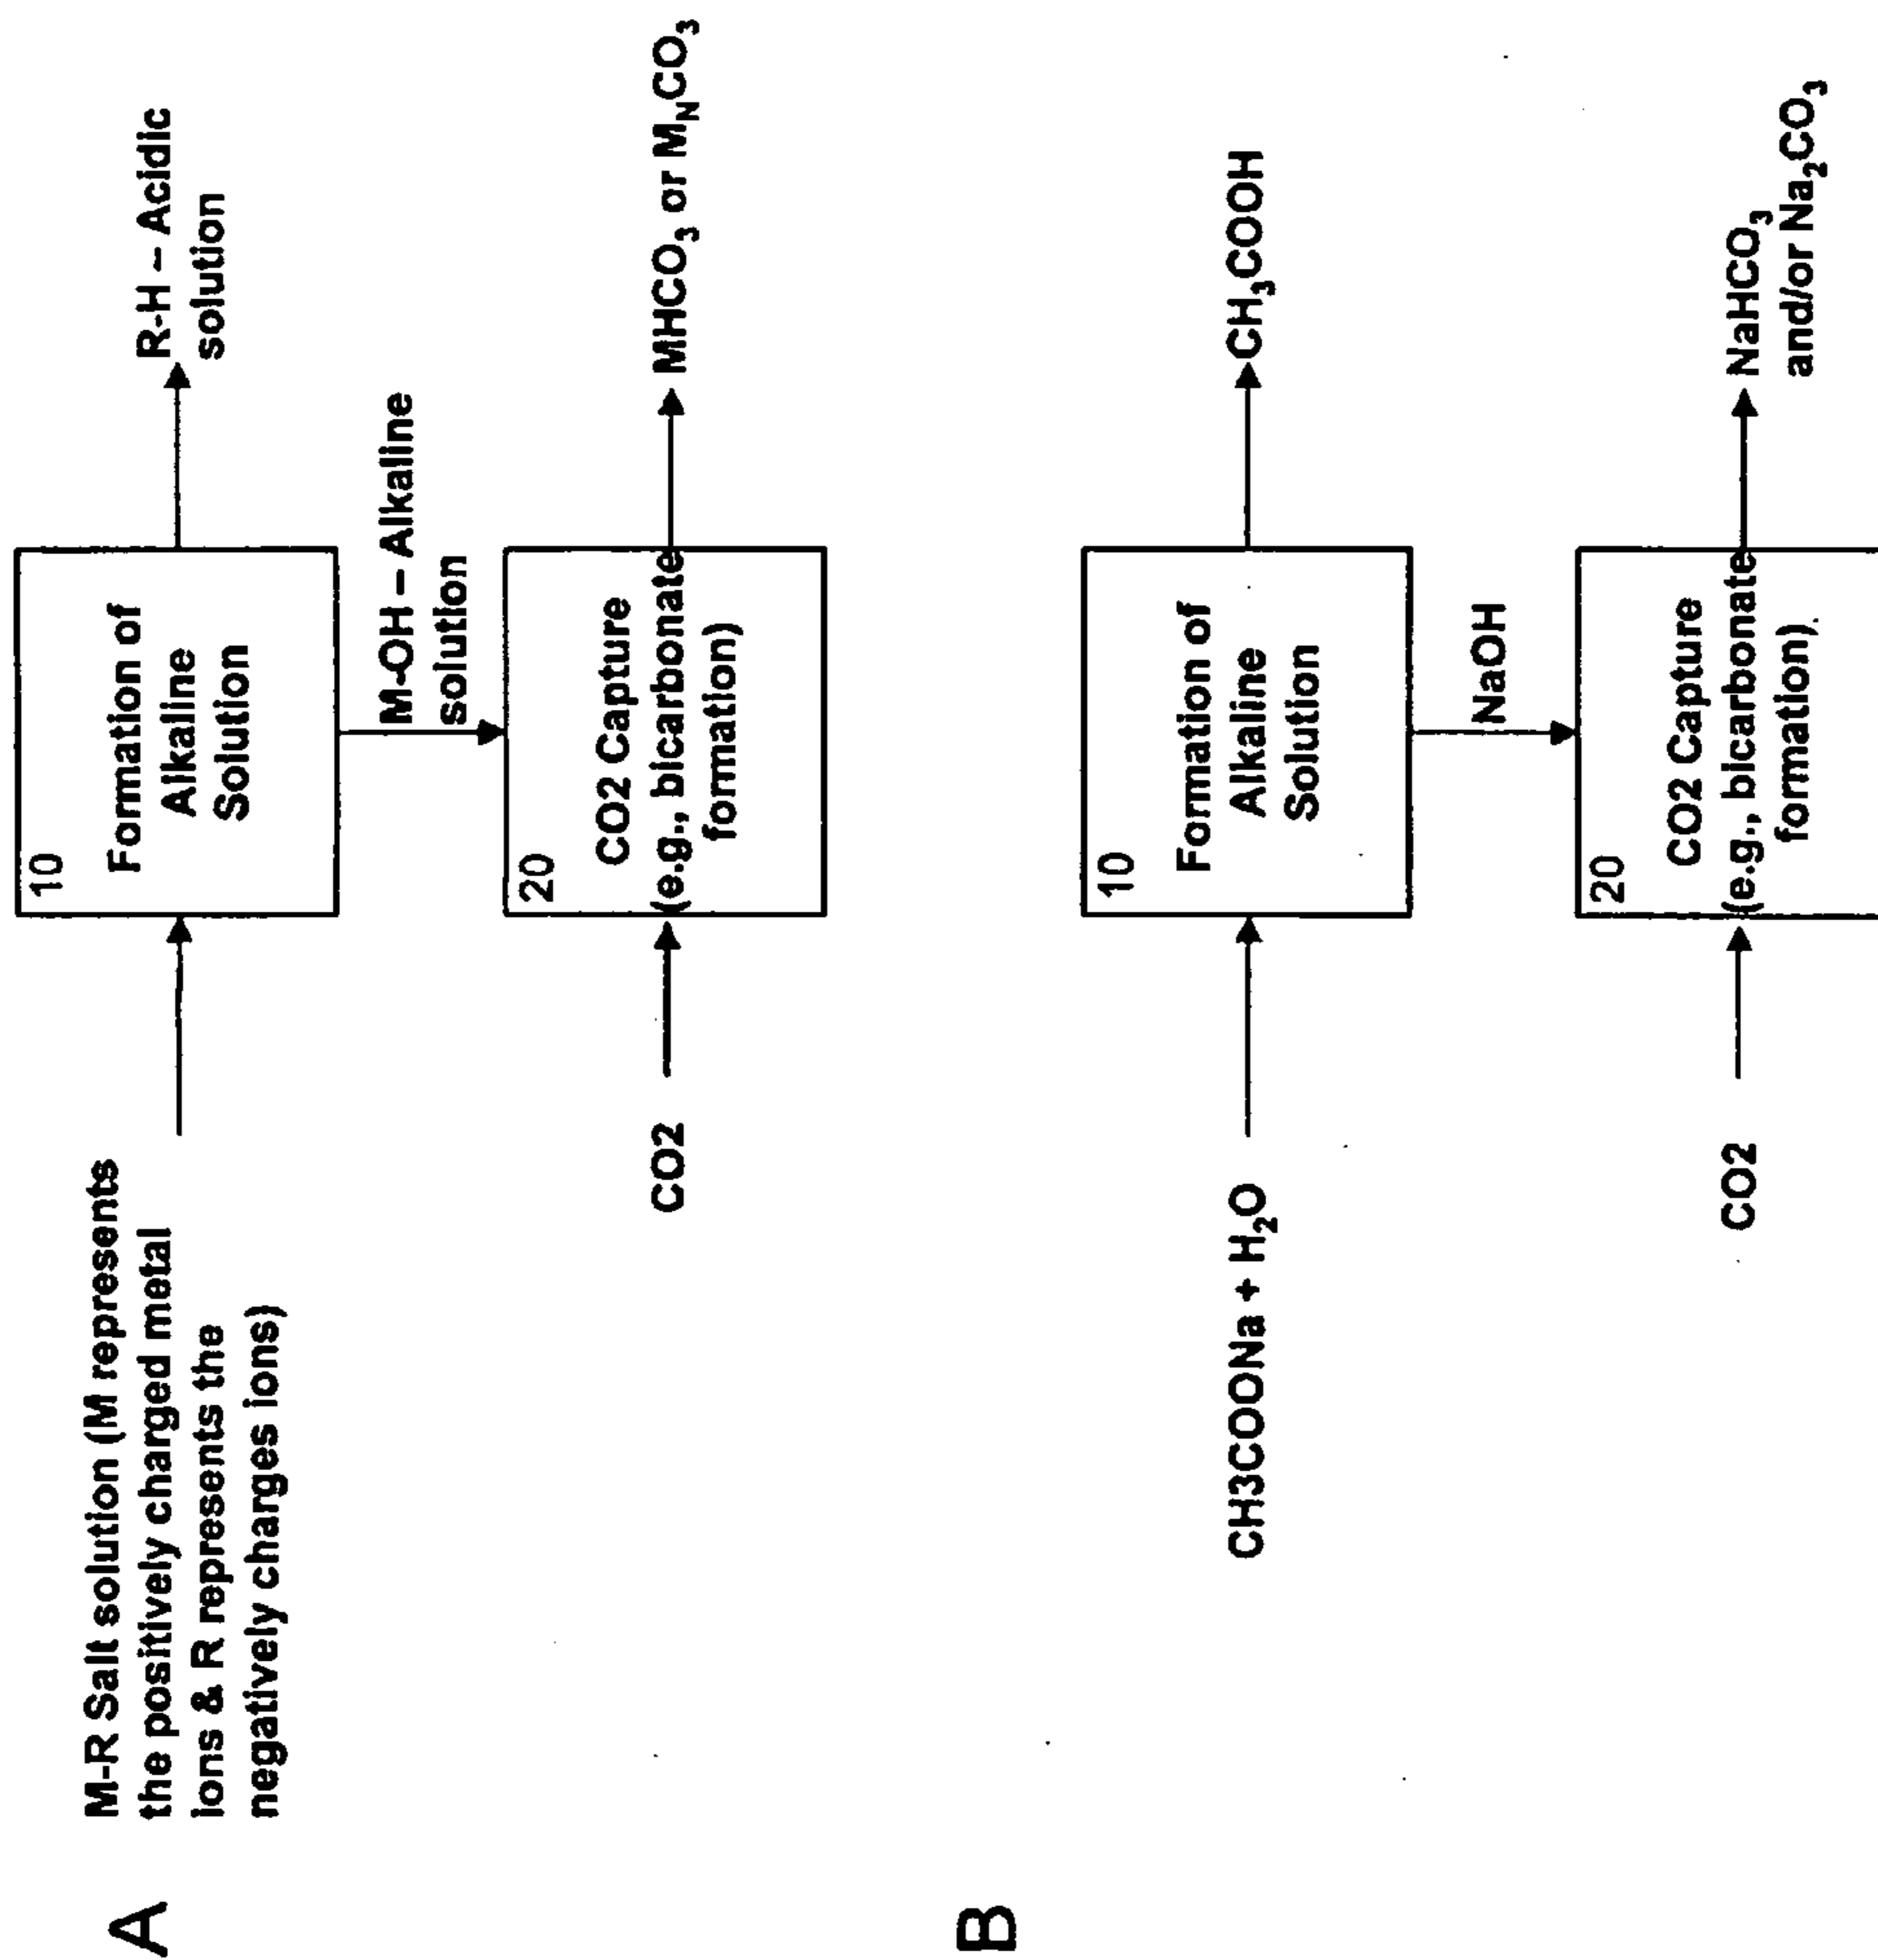 A
M-R Salt solution (M represents
the positively charged metal
ions & R represents the
negatively charges ions)
10
Formation of
Alkaline
Solution
R-H – Acidic
solution
M-OH – Alkaline
solution
CO2
20
CO2 Capture
(e.g., bicarbonate
formation)
MHCO₃ or MₙCO₃
B
CH3COONa + H₂O
10
Formation of
Alkaline
Solution
CH₃COOH
NaOH
CO2
20
CO2 Capture
(e.g., bicarbonate
formation)
NaHCO₃
and/or Na₂CO₃